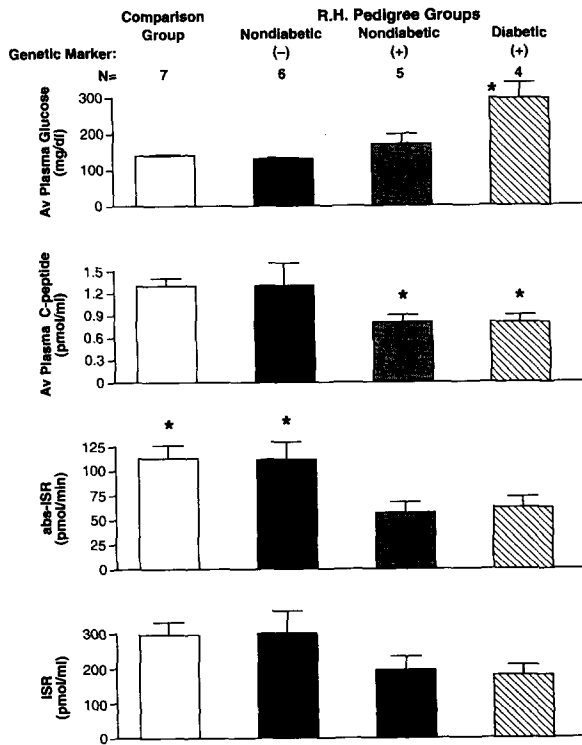 Comparison Group
R.H. Pedigree Groups
Nondiabetic Nondiabetic Diabetic
Genetic Marker: (–) (+) (+)
N= 7 6 5 4
Av Plasma Glucose
(mg/dl)
300
200
100
0
*
Av Plasma C-peptide
(pmol/ml)
1.5
1.2
0.9
0.6
0.3
0
* *
abs-ISR
(pmol/min)
125
100
75
50
25
0
* *
ISR
(pmol/ml)
300
200
100
0